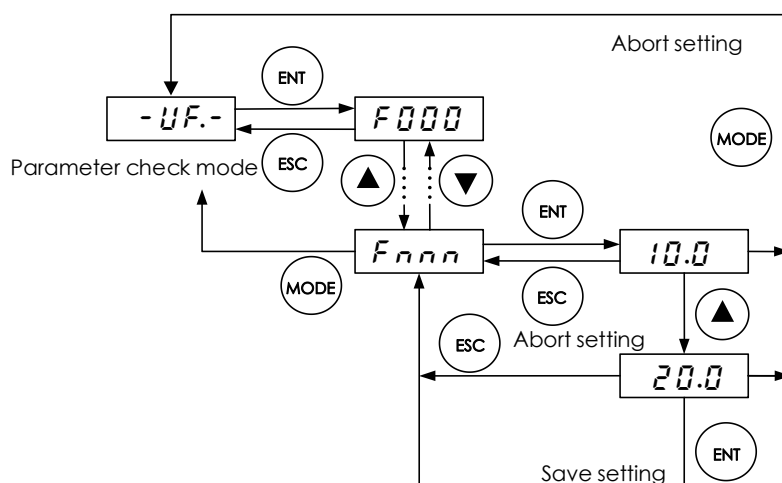 Abort setting
ENT
-UF.-
F000
MODE
ESC
Parameter check mode
▲
▼
ENT
Fnnn
10.0
MODE
ESC
▲
Abort setting
ESC
20.0
ENT
Save setting